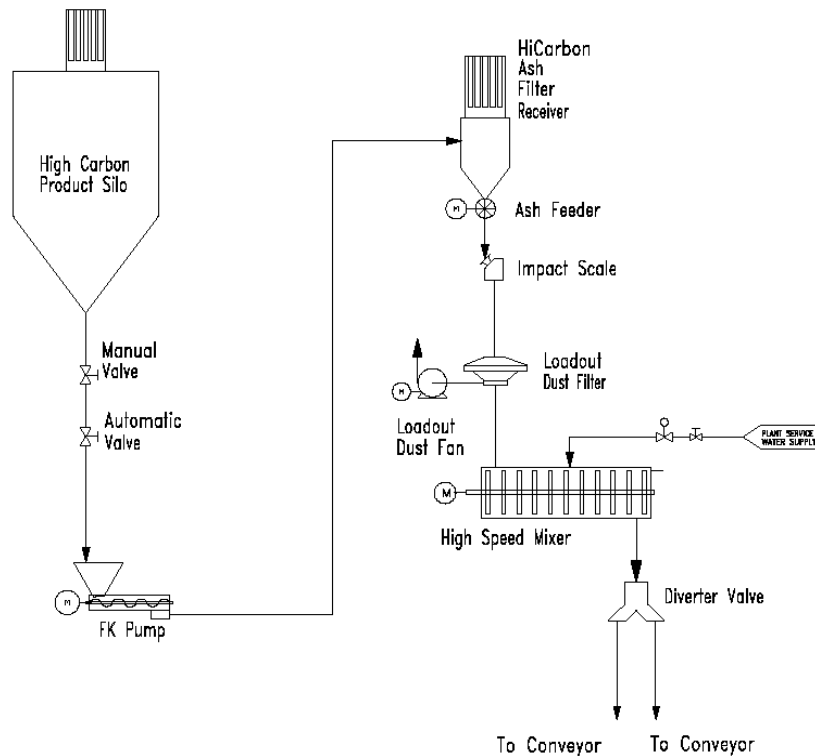 HiCarbon
Ash
Filter
Receiver
High Carbon
Product Silo
M
Ash Feeder
Impact Scale
Manual
Valve
Loadout
Dust Filter
M
Automatic
Valve
Loadout
Dust Fan
PLANT SERVICE
WATER SUPPLY
M
High Speed Mixer
M
FK Pump
Diverter Valve
To Conveyor
To Conveyor